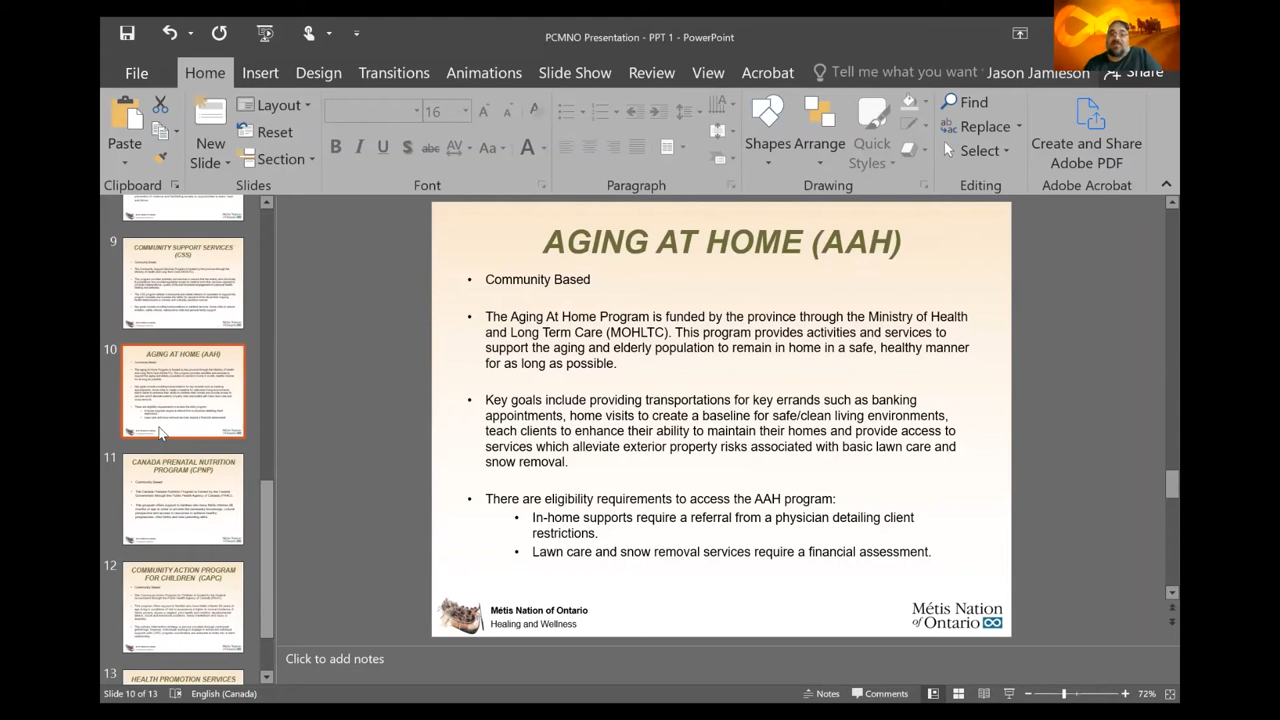 PCMNO Presentation - PPT 1 - PowerPoint
File
Home
Insert
Design
Transitions
Animations
Slide Show
Review
View
Acrobat
Tell me what you want
Jason Jamieson
Share
Paste
New
Slide
Layout
Reset
Section
16
B I U S abc AV Aa A
Shapes
Arrange
Quick
Styles
Find
Replace
Select
Create and Share
Adobe PDF
Clipboard
Slides
Font
Paragraph
Drawing
Editing
Adobe Acrobat
9
COMMUNITY SUPPORT SERVICES
(CSS)
10
AGING AT HOME (AAH)
11
CANADA PRENATAL NUTRITION
PROGRAM (CPNP)
12
COMMUNITY ACTION PROGRAM
FOR CHILDREN (CAPC)
13
HEALTH PROMOTION SERVICES
AGING AT HOME (AAH)
• Community Based
• The Aging At Home Program is funded by the province through the Ministry of Health
and Long Term Care (MOHLTC). This program provides activities and services to
support the aging and elderly population to remain in home in a safe, healthy manner
for as long as possible.
• Key goals include providing transportations for key errands such as banking
appointments, home visits to create a baseline for safe/clean living environments,
teach clients to enhance their ability to maintain their homes and provide access to
services which alleviate exterior property risks associated with basic lawn care and
snow removal.
• There are eligibility requirements to access the AAH program:
• In-home supports require a referral from a physician detailing client
restrictions.
• Lawn care and snow removal services require a financial assessment.
Métis Nation of Ontario
Healing and Wellness
Métis Nation
of Ontario
Click to add notes
Slide 10 of 13
English (Canada)
Notes
Comments
72%